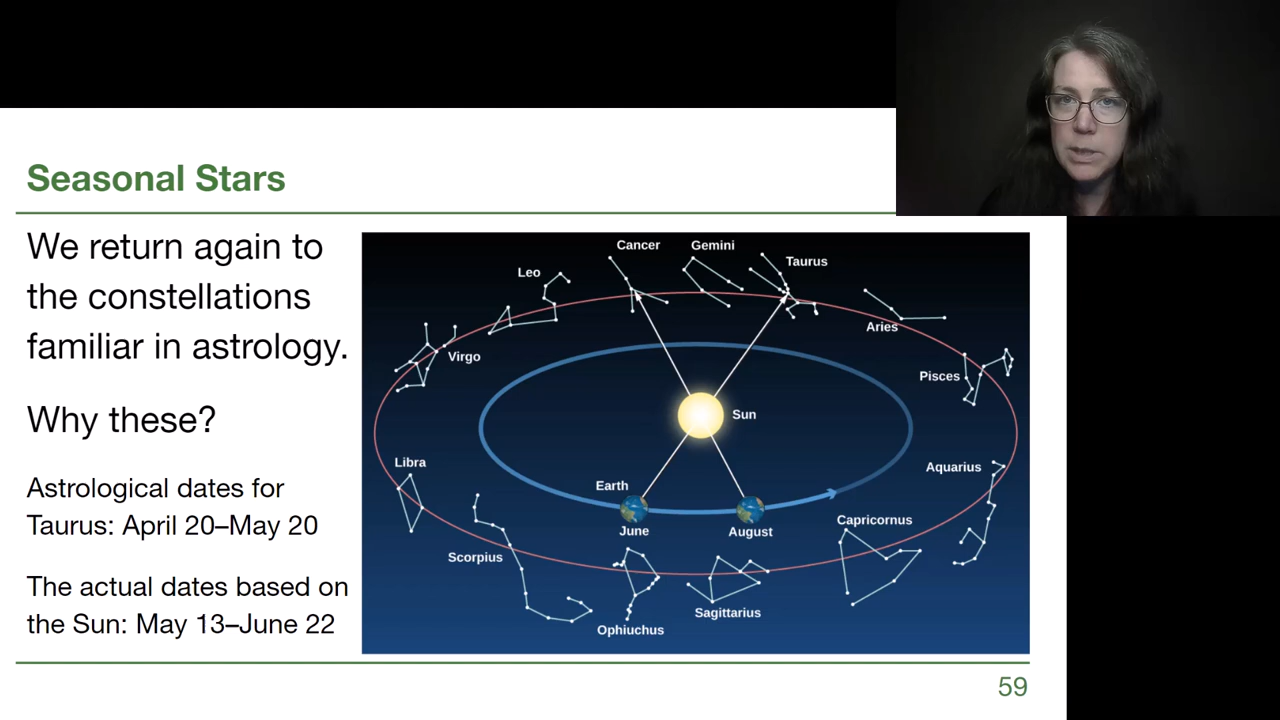 Seasonal Stars
We return again to
the constellations
familiar in astrology.
Why these?
Astrological dates for
Taurus: April 20–May 20
The actual dates based on
the Sun: May 13–June 22
Cancer
Gemini
Taurus
Leo
Aries
Virgo
Pisces
Sun
Libra
Aquarius
Earth
June
August
Capricornus
Scorpius
Sagittarius
Ophiuchus
59